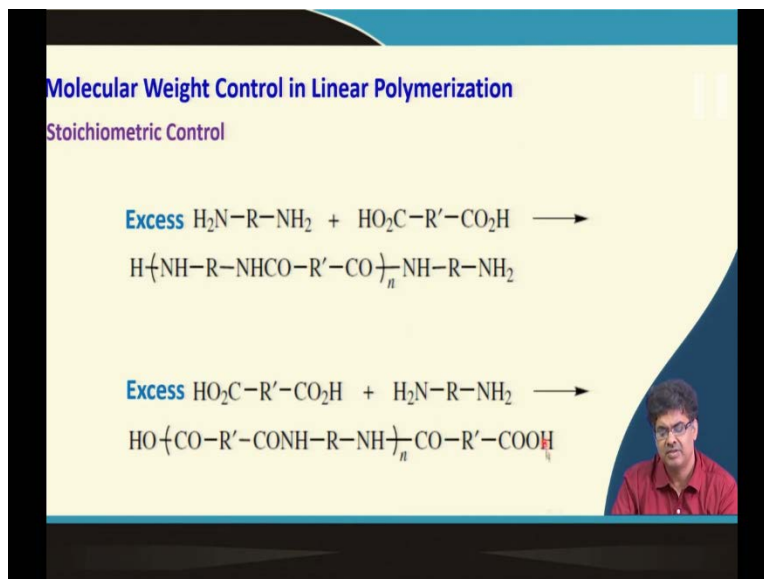 Molecular Weight Control in Linear Polymerization
Stoichiometric Control
Excess H₂N−R−NH₂ + HO₂C−R′−CO₂H ⟶
H-(NH−R−NHCO−R′−CO)-ₙ NH−R−NH₂
Excess HO₂C−R′−CO₂H + H₂N−R−NH₂ ⟶
HO-(CO−R′−CONH−R−NH)-ₙ CO−R′−COOH